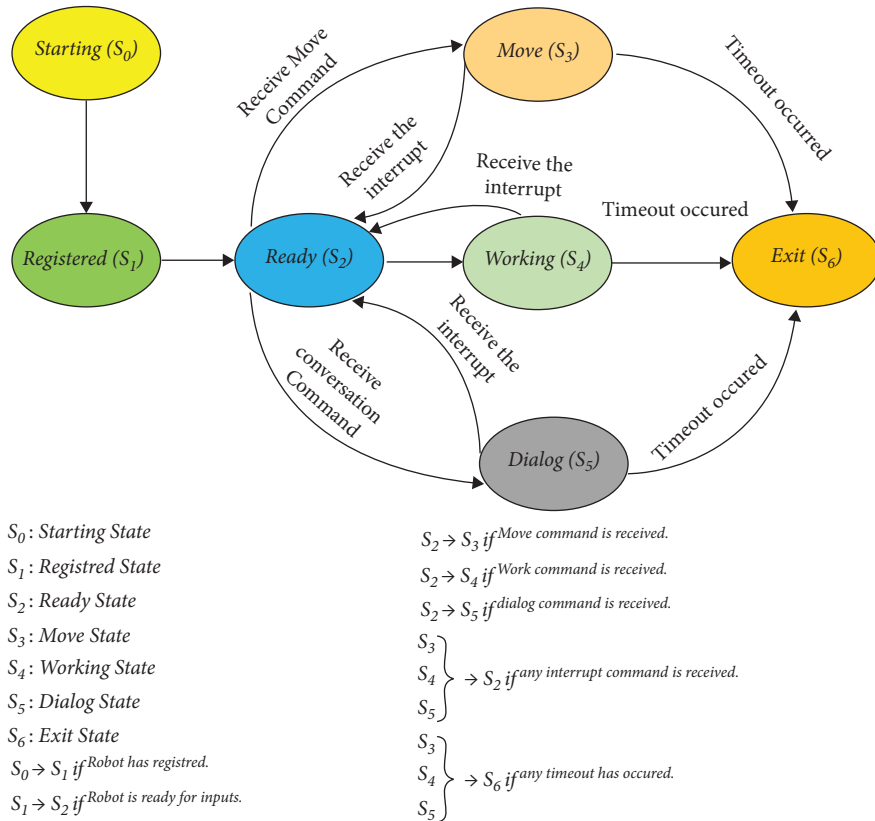 Starting (S₀)
Move (S₃)
Receive Move
Command
Timeout occurred
Receive the
interrupt
Receive the
interrupt
Timeout occured
Registered (S₁)
Ready (S₂)
Working (S₄)
Exit (S₆)
Receive
conversation
Command
Receive the
interrupt
Timeout occured
Dialog (S₅)
S₀ : Starting State
S₁ : Registred State
S₂ : Ready State
S₃ : Move State
S₄ : Working State
S₅ : Dialog State
S₆ : Exit State
S₀ → S₁ if Robot has registred.
S₁ → S₂ if Robot is ready for inputs.
S₂ → S₃ if Move command is received.
S₂ → S₄ if Work command is received.
S₂ → S₅ if dialog command is received.
S₃
S₄ → S₂ if any interrupt command is received.
S₅
S₃
S₄ → S₆ if any timeout has occured.
S₅